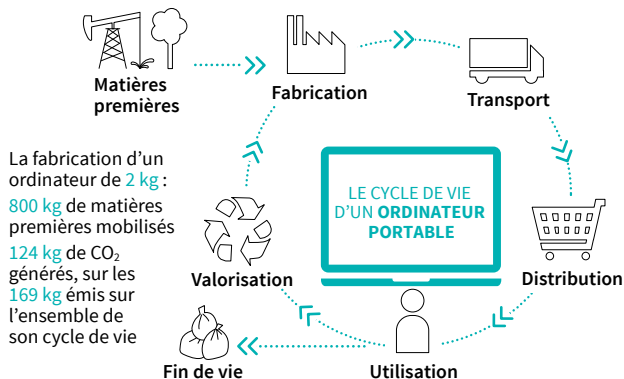 Matières
premières
Fabrication
Transport
La fabrication d'un
ordinateur de 2 kg :
800 kg de matières
premières mobilisés
124 kg de CO₂
générés, sur les
169 kg émis sur
l'ensemble de
son cycle de vie
LE CYCLE DE VIE
D'UN ORDINATEUR
PORTABLE
Valorisation
Distribution
Fin de vie
Utilisation